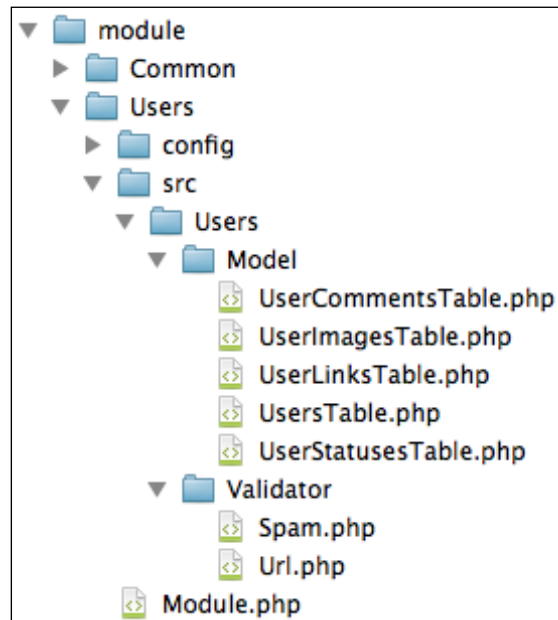 module
Common
Users
config
src
Users
Model
UserCommentsTable.php
UserImagesTable.php
UserLinksTable.php
UsersTable.php
UserStatusesTable.php
Validator
Spam.php
Url.php
Module.php